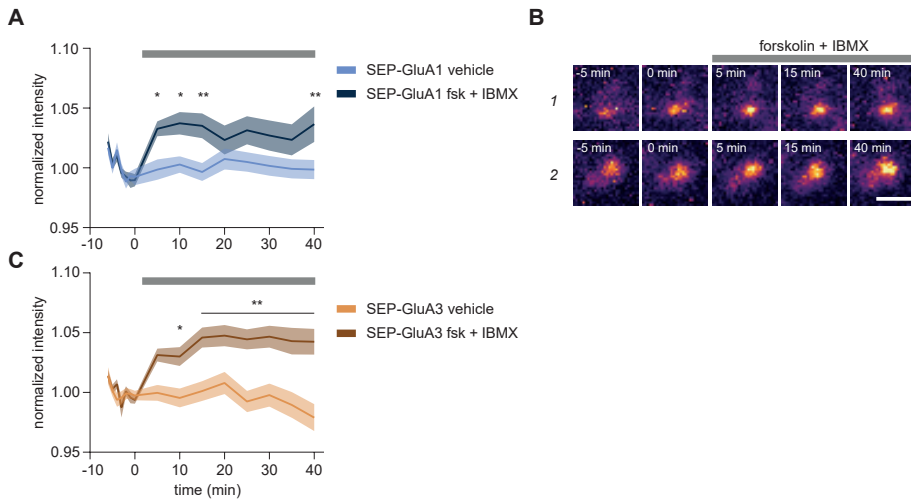 A
1.10
1.05
1.00
0.95
normalized intensity
-10 0 10 20 30 40
* * ** **
SEP-GluA1 vehicle
SEP-GluA1 fsk + IBMX
B
forskolin + IBMX
1
-5 min 0 min 5 min 15 min 40 min
2
-5 min 0 min 5 min 15 min 40 min
C
1.10
1.05
1.00
0.95
normalized intensity
-10 0 10 20 30 40
time (min)
* **
SEP-GluA3 vehicle
SEP-GluA3 fsk + IBMX